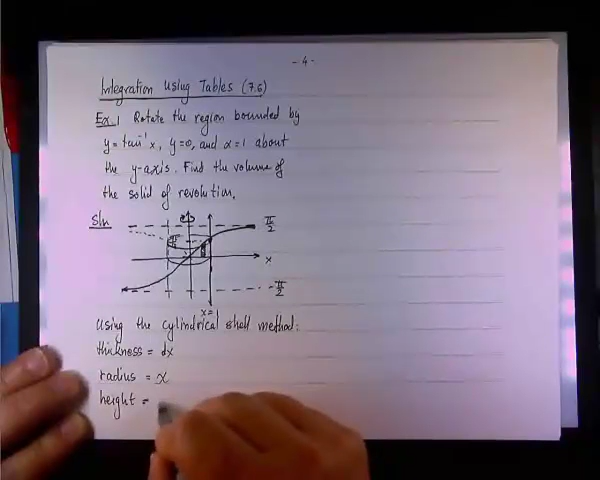 - 4 -
Integration Using Tables (7.6)
Ex. 1 Rotate the region bounded by
y = tan⁻¹ x, y=0, and x=1 about
the y-axis. Find the volume of
the solid of revolution.
Soln
π/2
x
-π/2
x=1
Using the cylindrical shell method:
thickness = dx
radius = x
height =